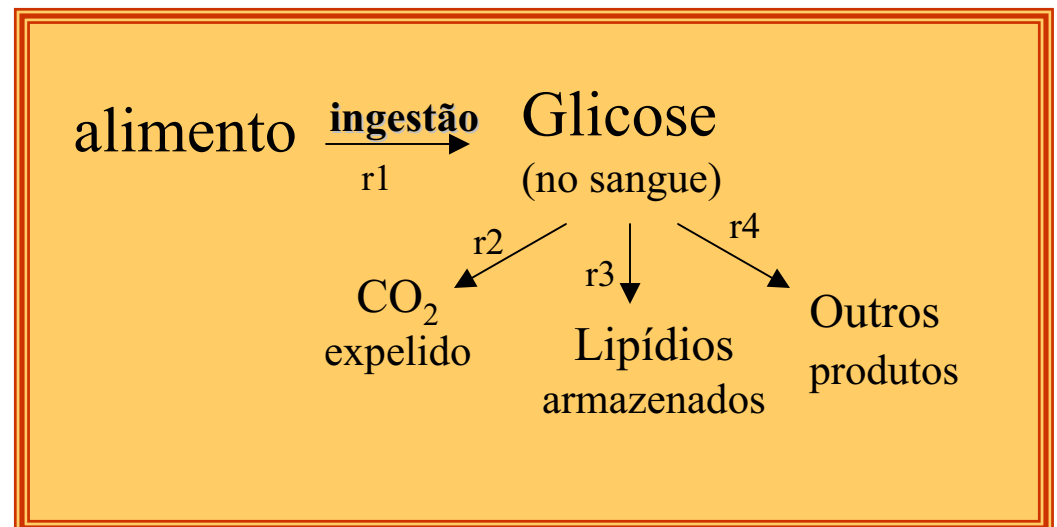 alimento
ingestão
r1
Glicose
(no sangue)
r2
r3
r4
CO₂
expelido
Lipídios
armazenados
Outros
produtos